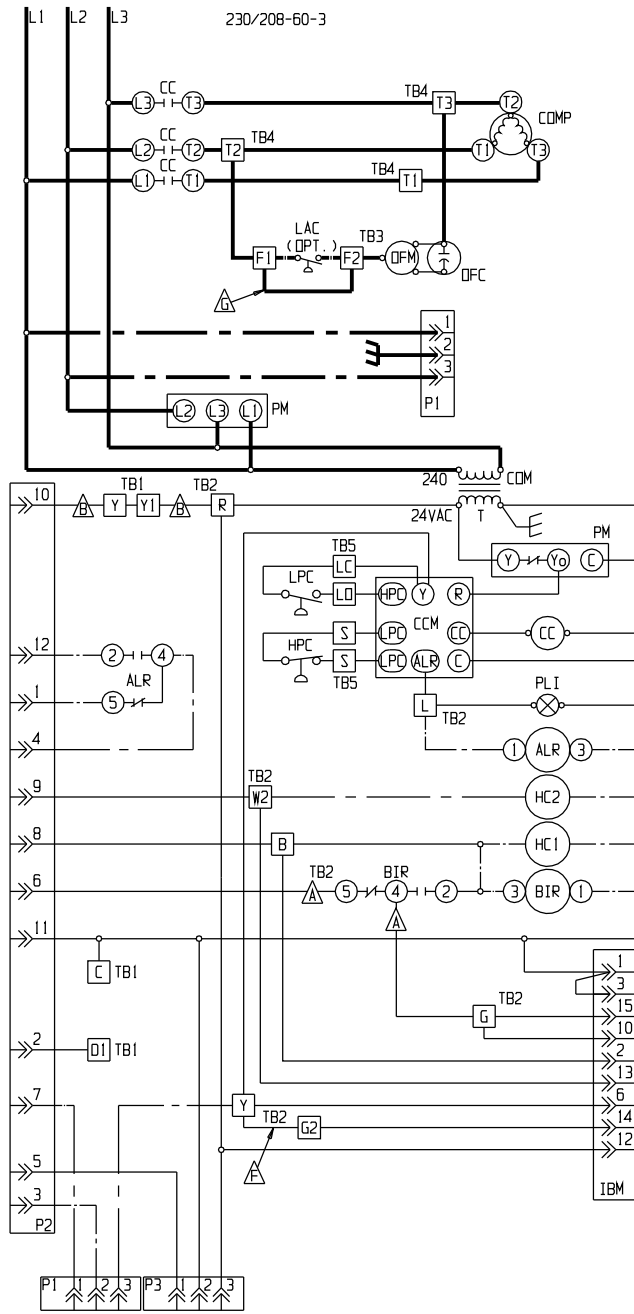 L1 L2 L3 230/208-60-3
CC TB4
L3 T3 T3 T2
COMP
CC TB4
L2 T2 T2 T1 T3
CC TB4
L1 T1 T1
LAC
(OPT.) TB3
F1 F2 OFM
OFC
G
1
2
3
P1
L2 L3 L1 PM
240 COM
10 TB1 TB2
B Y Y1 B R
24VAC T
PM
Y Yo C
TB5
LC
LPC
LO HPC Y R
CCM
S LPC CC CC
HPC
S LPC ALR C
TB5
12 2 4
ALR
1 5
PLI
L TB2
4 1 ALR 3
9 TB2
W2 HC2
8 B HC1
6 TB2 BIR
A 5 4 2 3 BIR 1
A
11
C TB1
1
3
TB2
G 15
10
2 D1 TB1
2
13
7 Y 6
TB2 G2 14
12
F
5
3
IBM
P2
P1 1 2 3 P3 1 2 3